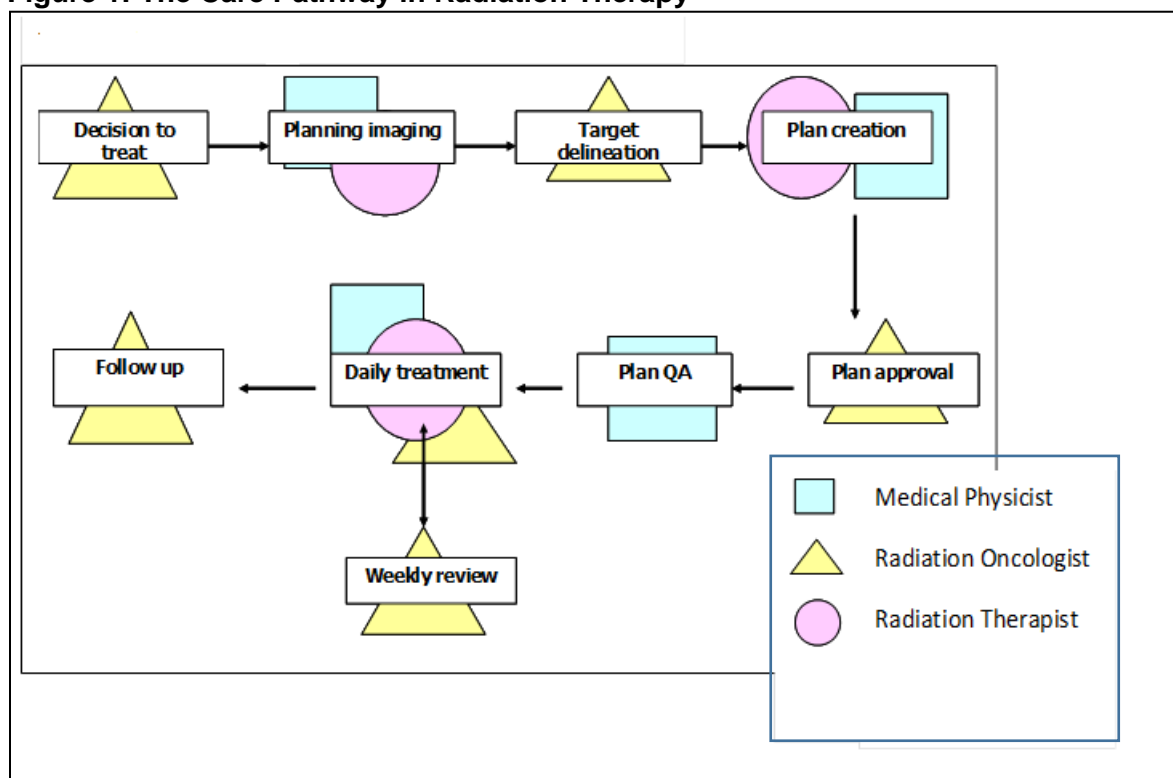 Figure 1: The Care Pathway in Radiation Therapy
Decision to
treat
Planning imaging
Target
delineation
Plan creation
Follow up
Daily treatment
Plan QA
Plan approval
Weekly review
Medical Physicist
Radiation Oncologist
Radiation Therapist